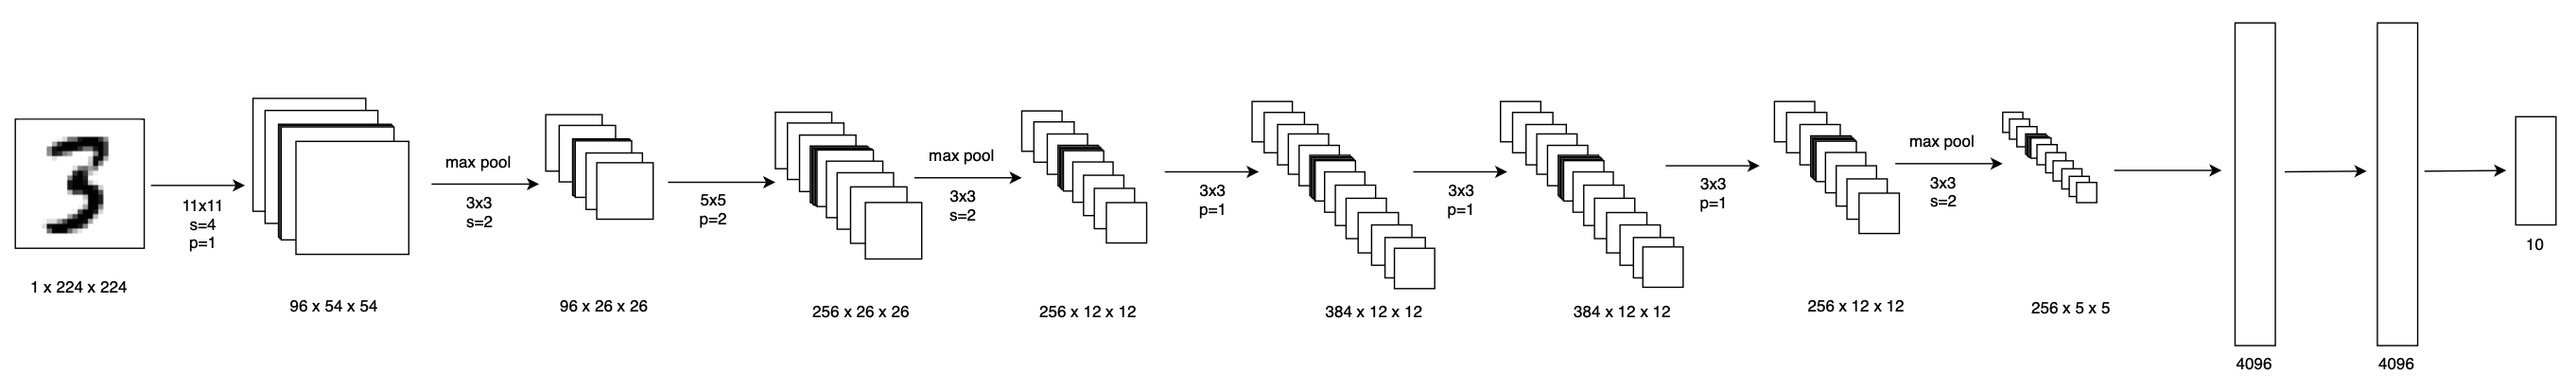 3
1 x 224 x 224
11x11
s=4
p=1
96 x 54 x 54
max pool
3x3
s=2
96 x 26 x 26
5x5
p=2
256 x 26 x 26
max pool
3x3
s=2
256 x 12 x 12
3x3
p=1
384 x 12 x 12
3x3
p=1
384 x 12 x 12
3x3
p=1
256 x 12 x 12
max pool
3x3
s=2
256 x 5 x 5
4096
4096
10